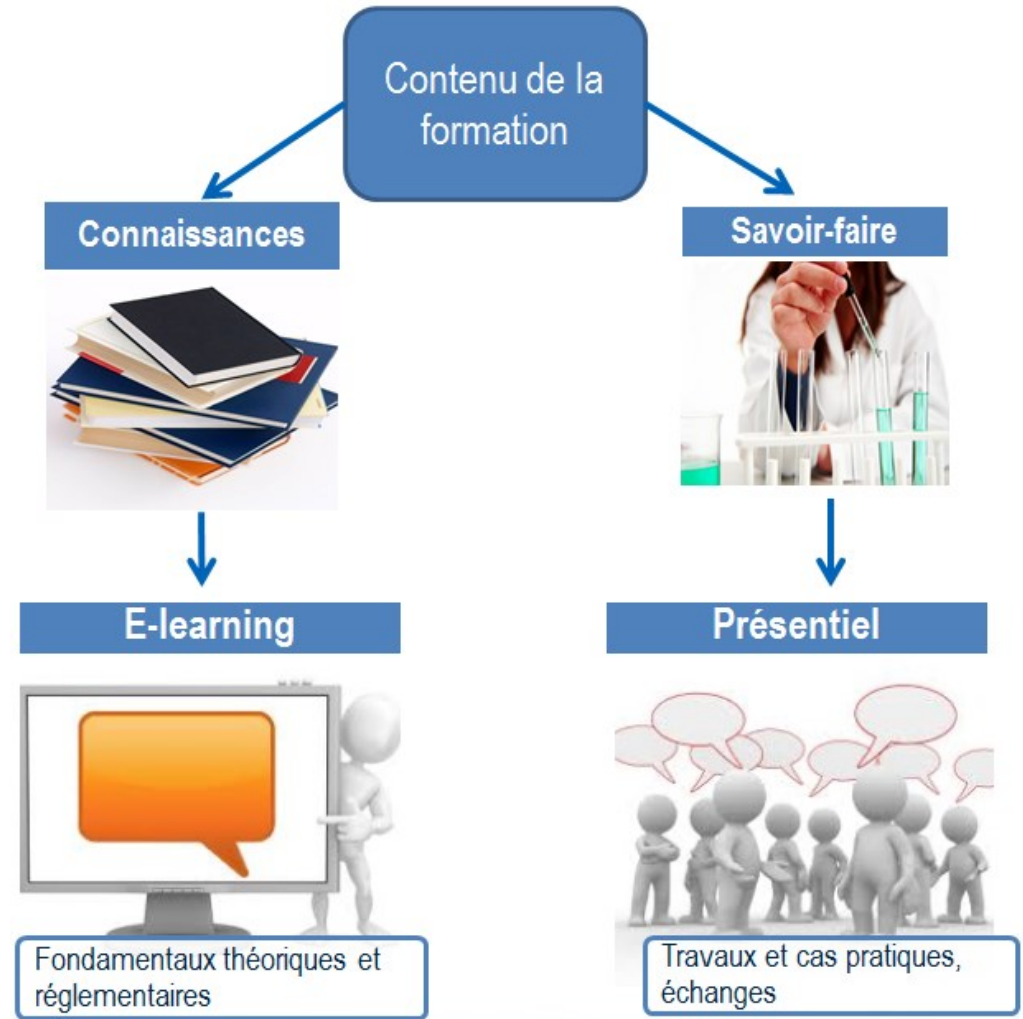 Contenu de la
formation
Connaissances
Savoir-faire
E-learning
Présentiel
Fondamentaux théoriques et
réglementaires
Travaux et cas pratiques,
échanges